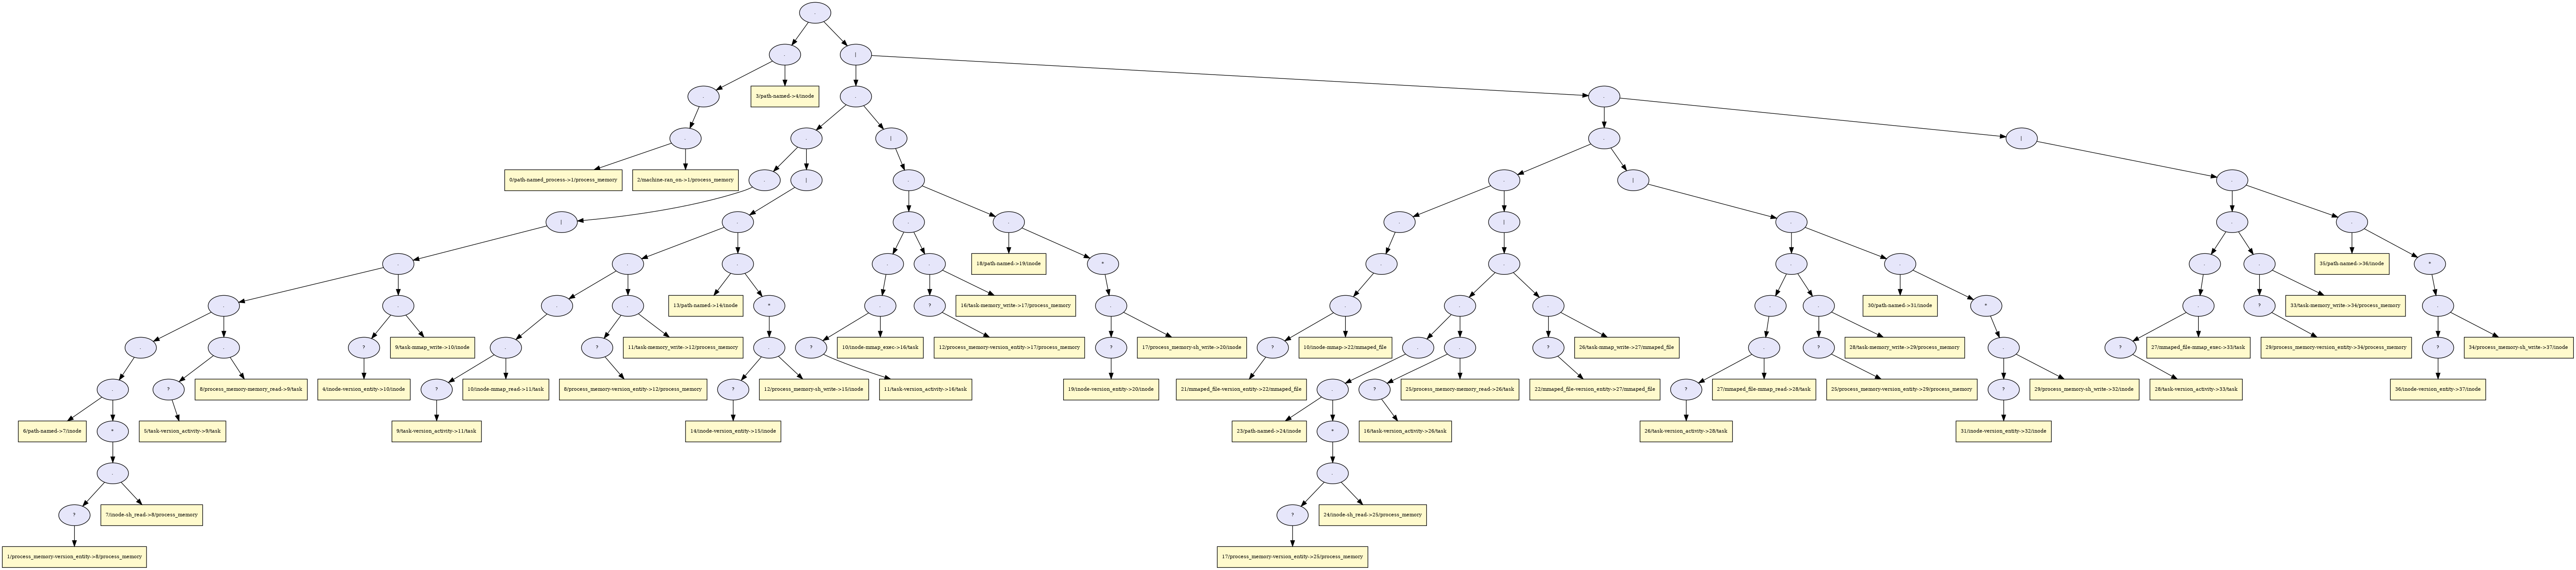 .
. |
. 3/path-named->4/inode . .
. . | . |
0/path-named_process->1/process_memory 2/machine-ran_on->1/process_memory . | . . | .
| . . . . | . . .
. . . . . 18/path-named->19/inode * . . . . . . 35/path-named->36/inode *
. . . . 13/path-named->14/inode * . ? 16/task-memory_write->17/process_memory . . . . . . 30/path-named->31/inode * . ? 33/task-memory_write->34/process_memory .
. . ? 9/task-mmap_write->10/inode . ? 11/task-memory_write->12/process_memory . ? 10/inode-mmap_exec->16/task 12/process_memory-version_entity->17/process_memory ? 17/process_memory-sh_write->20/inode ? 10/inode-mmap->22/mmaped_file . . ? 26/task-mmap_write->27/mmaped_file . ? 28/task-memory_write->29/process_memory . ? 27/mmaped_file-mmap_exec->33/task 29/process_memory-version_entity->34/process_memory ? 34/process_memory-sh_write->37/inode
. ? 8/process_memory-memory_read->9/task 4/inode-version_entity->10/inode ? 10/inode-mmap_read->11/task 8/process_memory-version_entity->12/process_memory ? 12/process_memory-sh_write->15/inode 11/task-version_activity->16/task 19/inode-version_entity->20/inode 21/mmaped_file-version_entity->22/mmaped_file . ? 25/process_memory-memory_read->26/task 22/mmaped_file-version_entity->27/mmaped_file ? 27/mmaped_file-mmap_read->28/task 25/process_memory-version_entity->29/process_memory ? 29/process_memory-sh_write->32/inode 28/task-version_activity->33/task 36/inode-version_entity->37/inode
6/path-named->7/inode * 5/task-version_activity->9/task 9/task-version_activity->11/task 14/inode-version_entity->15/inode 23/path-named->24/inode * 16/task-version_activity->26/task 26/task-version_activity->28/task 31/inode-version_entity->32/inode
. .
? 7/inode-sh_read->8/process_memory ? 24/inode-sh_read->25/process_memory
1/process_memory-version_entity->8/process_memory 17/process_memory-version_entity->25/process_memory